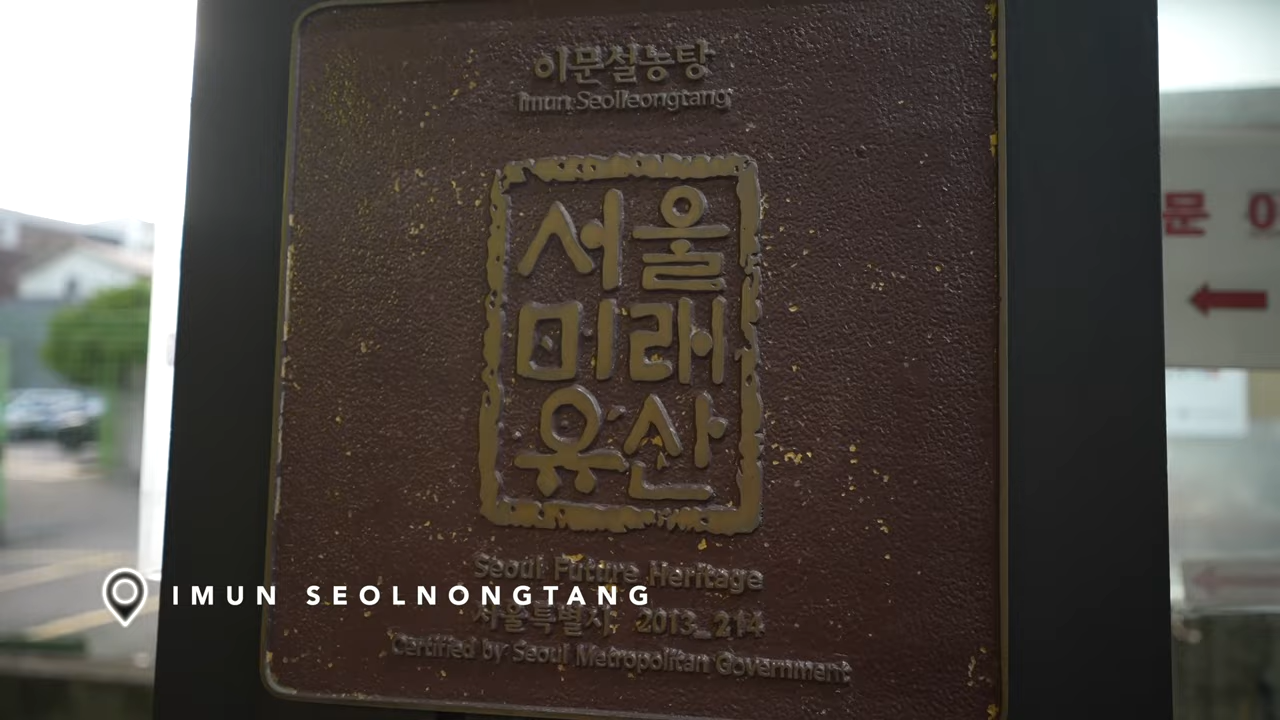 이문설농탕
Imun Seolleongtang
서울
미래
유산
Seoul Future Heritage
IMUN SEOLNONGTANG
서울특별시 2013_214
Certified by Seoul Metropolitan Government
문